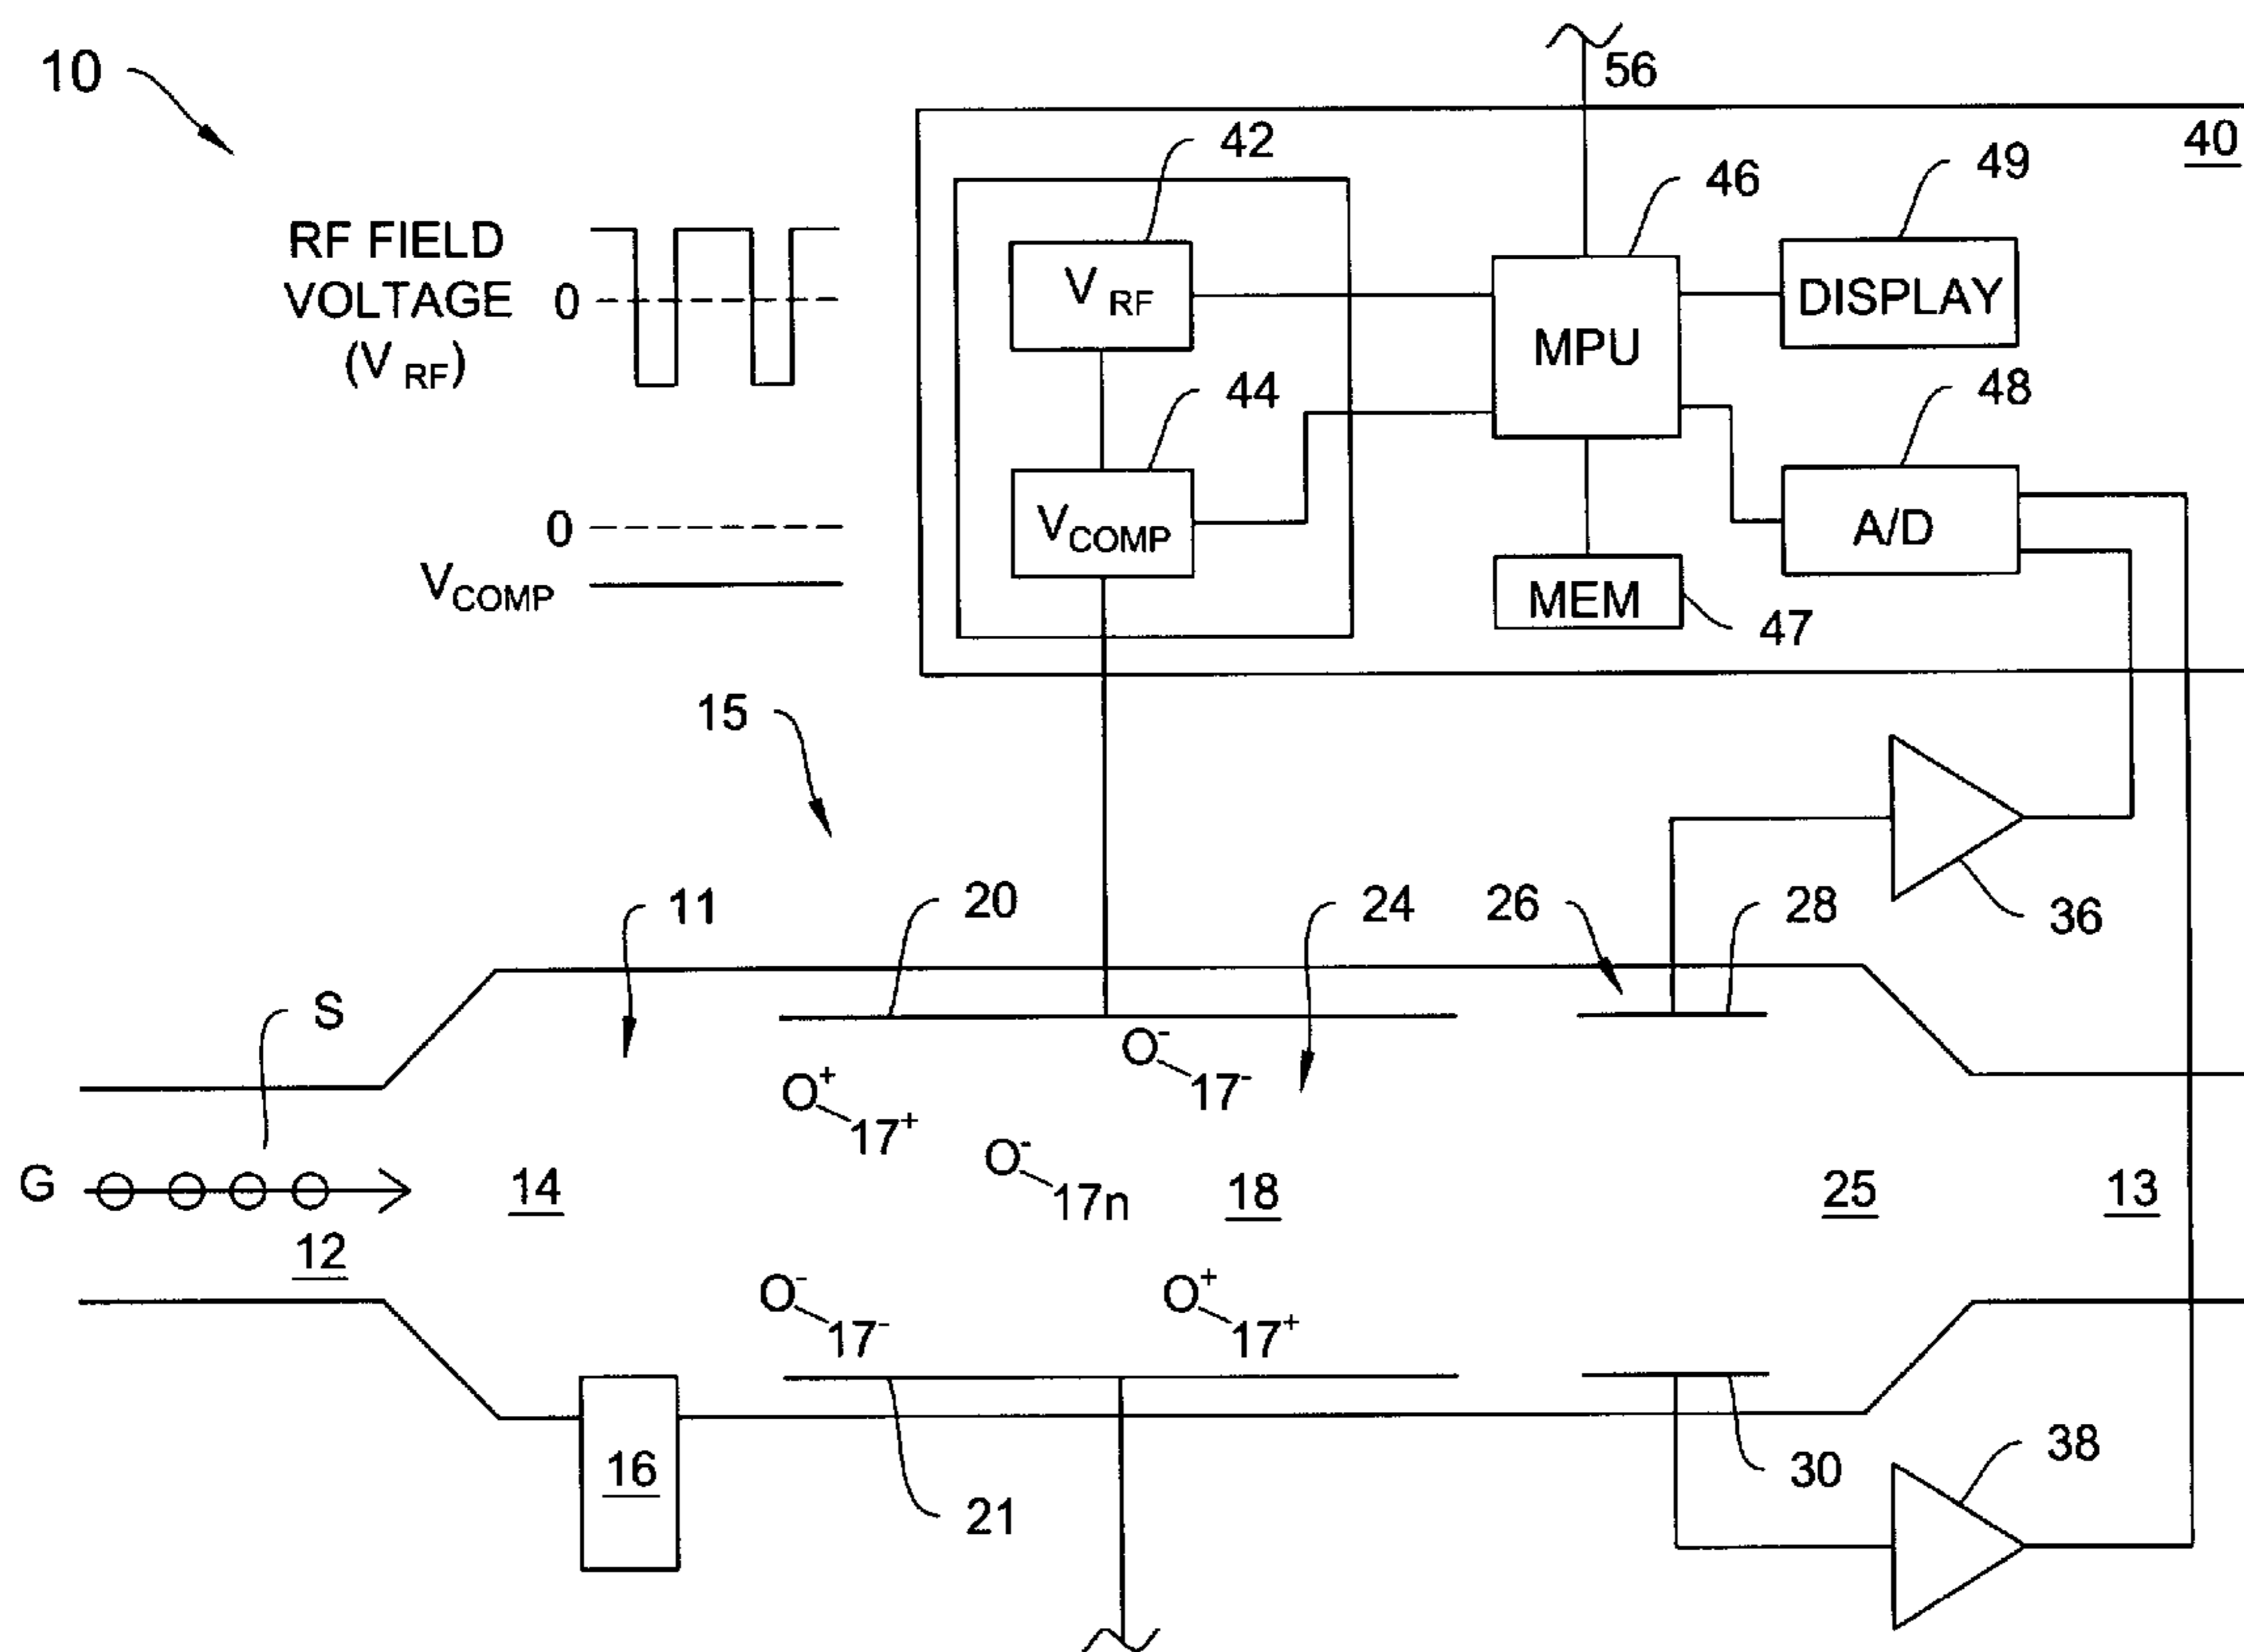 56
10
42
40
49
46
RF FIELD
VOLTAGE
(V RF)
0
V RF
DISPLAY
MPU
44
48
0
V COMP
V COMP
A/D
MEM
47
15
11
20
24
26
28
36
S
O⁻
17⁻
O⁺
17⁺
O⁻
17n
G
14
18
25
13
12
O⁻
17⁻
O⁺
17⁺
16
21
30
38